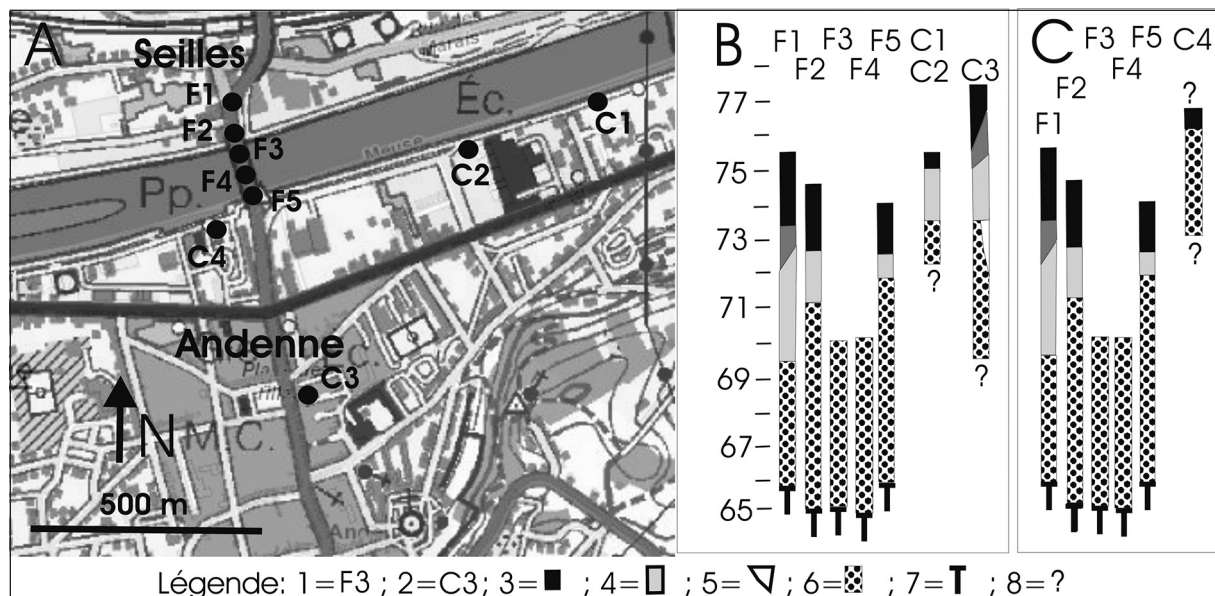 A
Seilles
Marais
F1
Éc.
C1
F2
F3
Meuse
C2
F4
Pp.
F5
C4
Andenne
C.
C3
N
M.C.
500 m
B
F1 F3 F5 C1
F2 F4 C2 C3
77
75
73
71
69
67
65
?
?
C
F3 F5 C4
F2 F4
F1
?
?
Légende: 1=F3 ; 2=C3; 3= ; 4= ; 5= ; 6= ; 7= ; 8=?